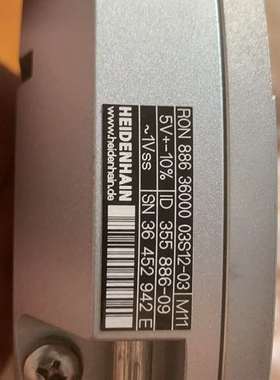 RON 886 36000 03S12-03 M11
5V+-10% ID 355 886-09
~1Vss SN 36 452 942 E
HEIDENHAIN
www.heidenhain.de